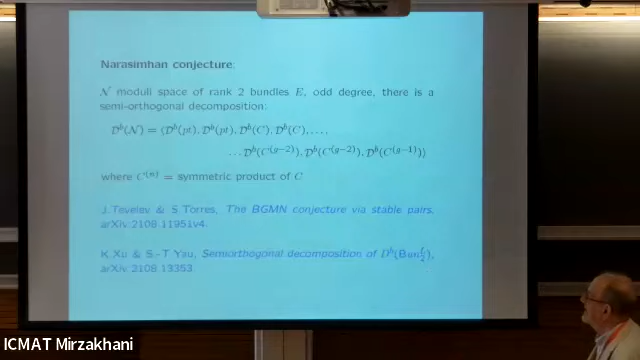 Narasimhan conjecture:
𝒩 moduli space of rank 2 bundles E, odd degree, there is a
semi-orthogonal decomposition:
𝒟ᵇ(𝒩) = ⟨𝒟ᵇ(pt), 𝒟ᵇ(pt), 𝒟ᵇ(C), 𝒟ᵇ(C), . . . ,
. . . 𝒟ᵇ(C⁽ᵍ⁻²⁾), 𝒟ᵇ(C⁽ᵍ⁻²⁾), 𝒟ᵇ(C⁽ᵍ⁻¹⁾)⟩
where C⁽ⁿ⁾ = symmetric product of C
J. Tevelev & S Torres, The BGMN conjecture via stable pairs,
arXiv: 2108 11951v4.
K Xu & S.-T Yau, Semiorthogonal decomposition of Dᵇ(Bun
arXiv: 2108 13353
ICMAT Mirzakhani